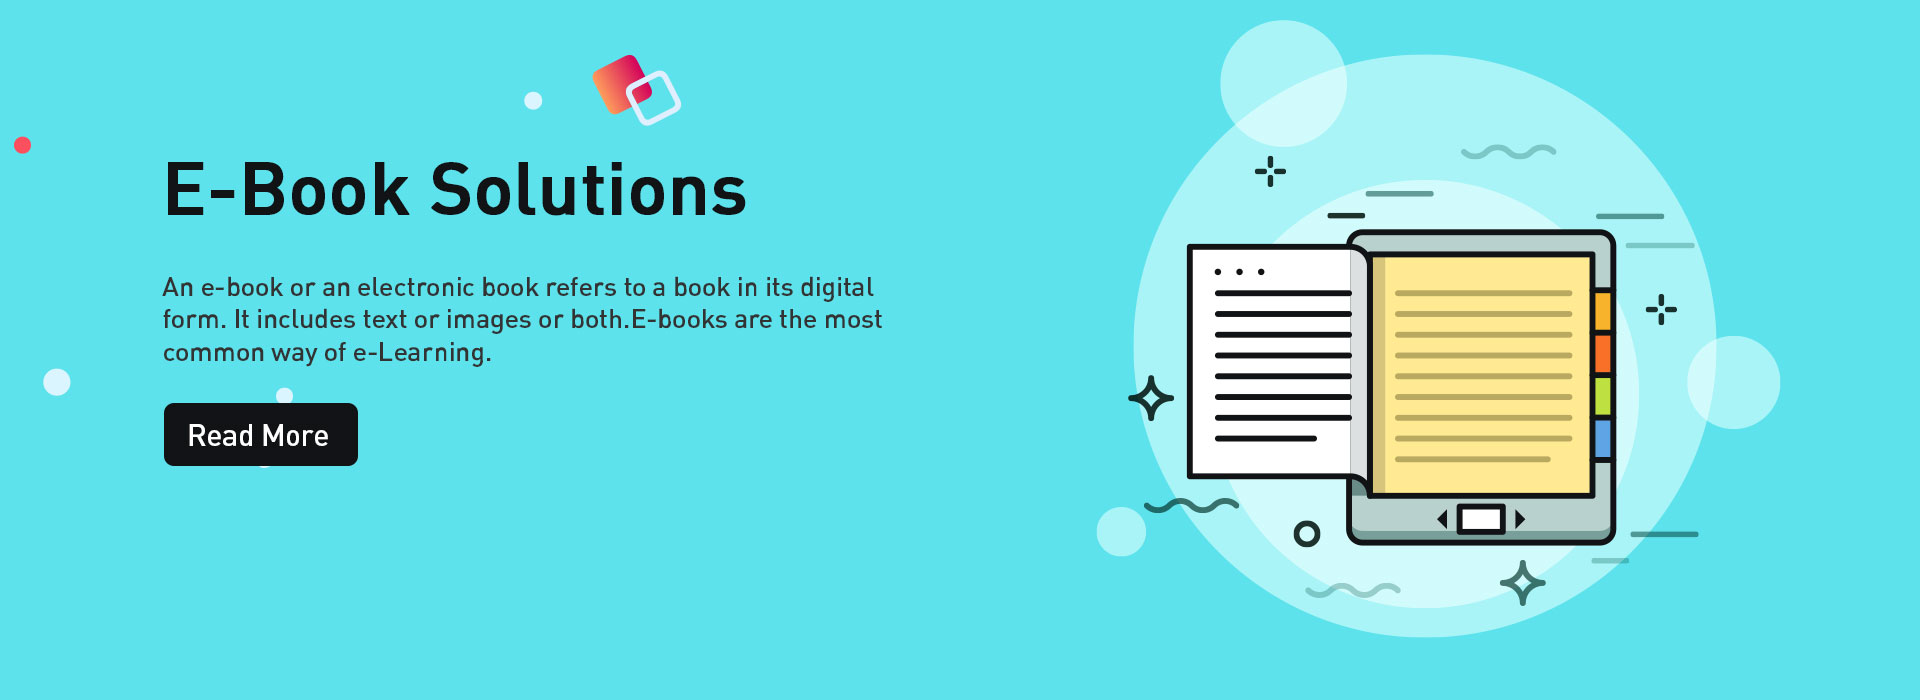 E-Book Solutions
An e-book or an electronic book refers to a book in its digital
form. It includes text or images or both.E-books are the most
common way of e-Learning.
Read More